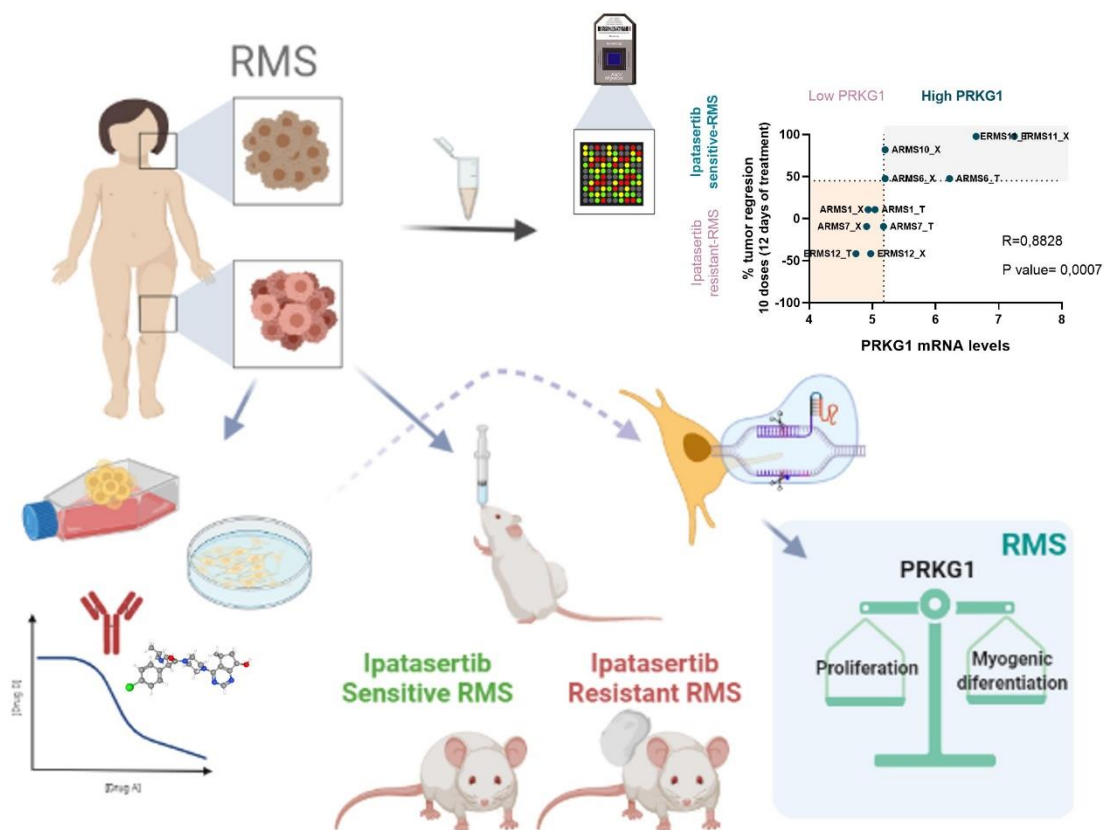 RMS
Ipatasertib
sensitive-RMS
Ipatasertib
resistant-RMS
Low PRKG1
High PRKG1
% tumor regresion
10 doses (12 days of treatment)
100
50
0
-50
-100
ARMS10_X
ERMS11_X
ARMS6_X
ARMS6_T
ARMS1_X
ARMS1_T
ARMS7_X
ARMS7_T
ERMS12_T
ERMS12_X
R=0,8828
P value= 0,0007
4
5
6
7
8
PRKG1 mRNA levels
[Drug A]
Ipatasertib
Sensitive RMS
Ipatasertib
Resistant RMS
RMS
PRKG1
Proliferation
Myogenic
diferentiation